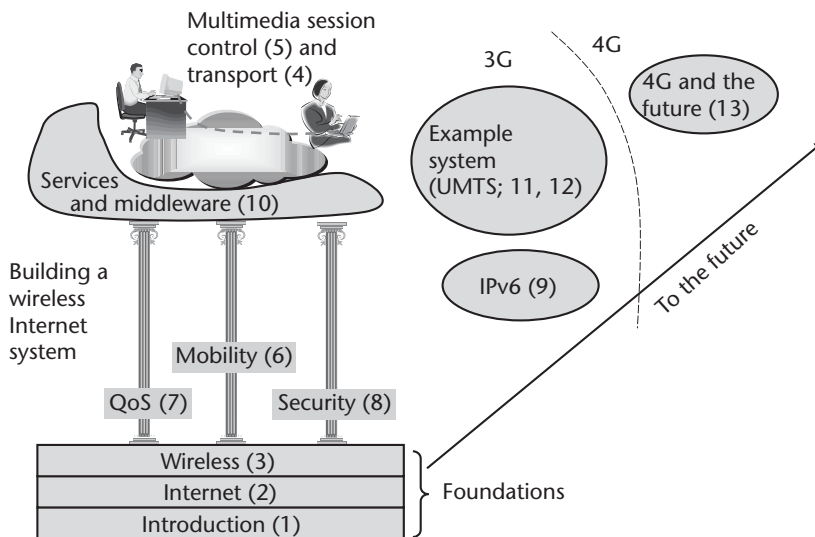 Multimedia session
control (5) and
transport (4)
3G
4G
4G and the
future (13)
Example
system
(UMTS; 11, 12)
Services
and middleware (10)
IPv6 (9)
To the future
Building a
wireless
Internet
system
Mobility (6)
QoS (7)
Security (8)
Wireless (3)
Internet (2)
Introduction (1)
Foundations